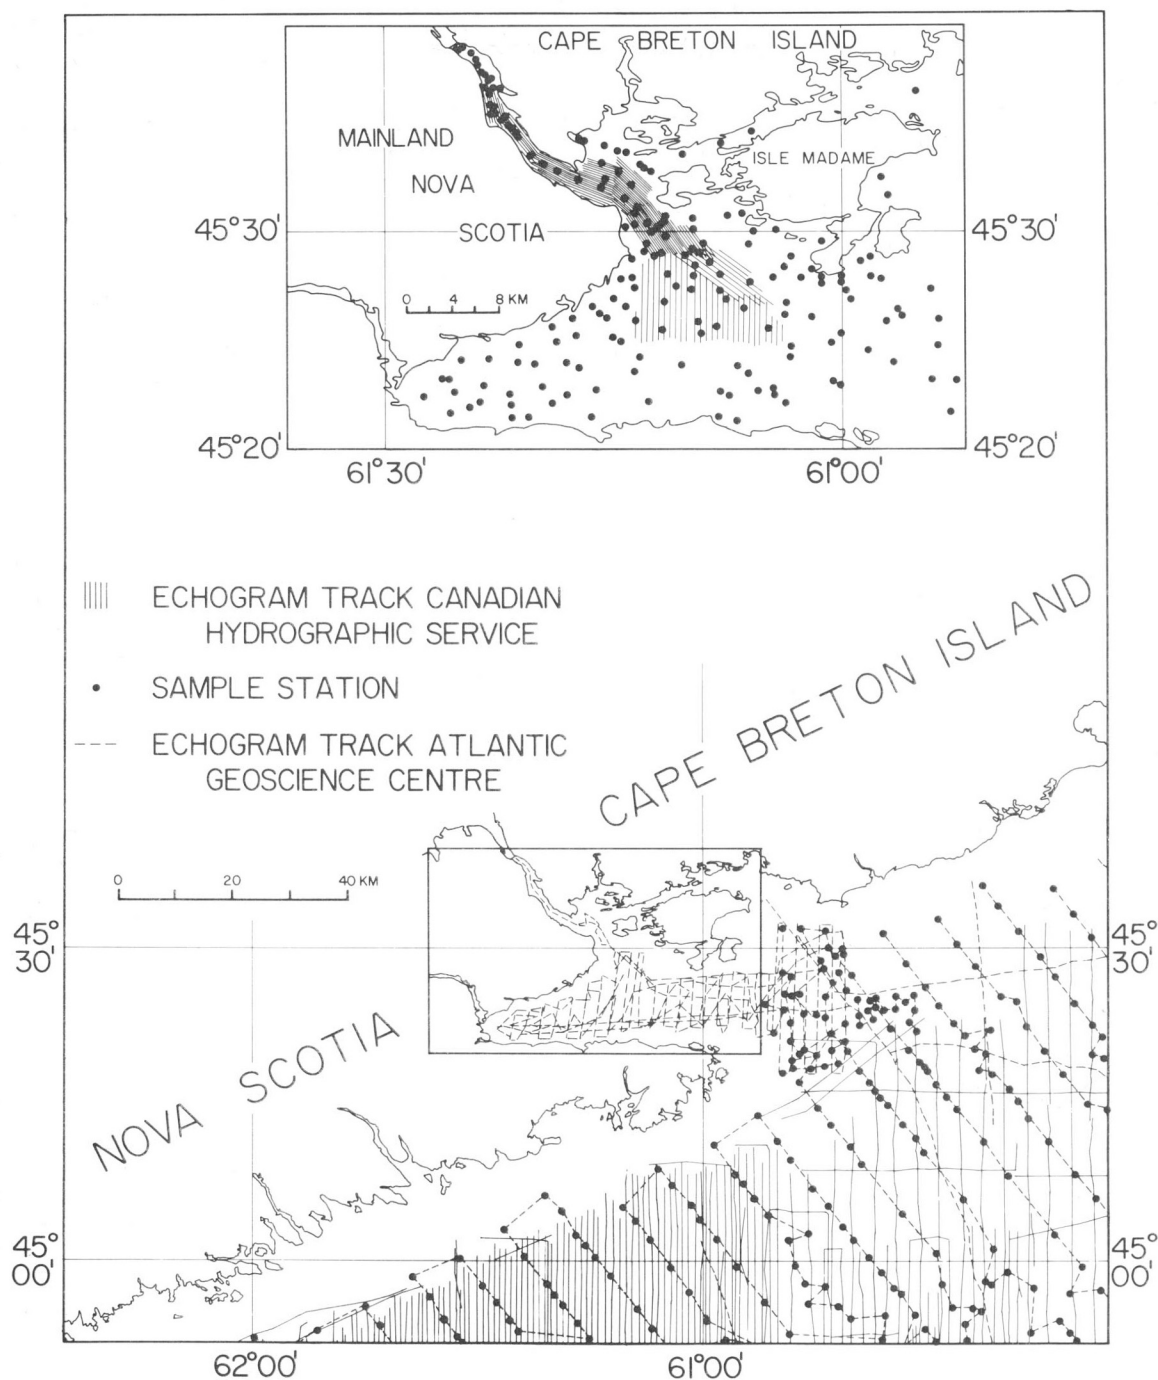 CAPE BRETON ISLAND
MAINLAND
NOVA
SCOTIA
ISLE MADAME
45°30'
45°30'
0 4 8 KM
45°20'
45°20'
61°30'
61°00'
ECHOGRAM TRACK CANADIAN
HYDROGRAPHIC SERVICE
SAMPLE STATION
ECHOGRAM TRACK ATLANTIC
GEOSCIENCE CENTRE
CAPE BRETON ISLAND
0 20 40 KM
45°
30'
45°
30'
NOVA SCOTIA
45°
00'
45°
00'
62°00'
61°00'